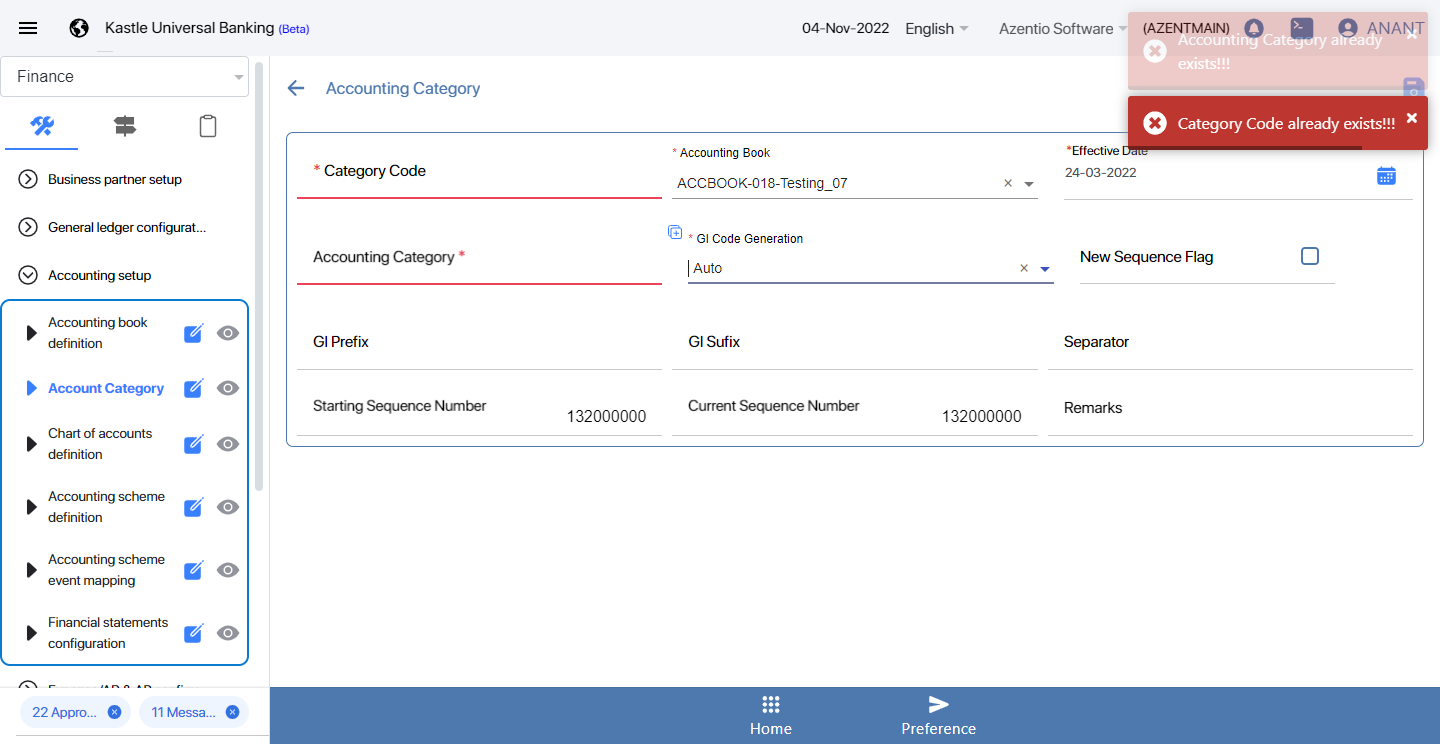 Kastle Universal Banking (Beta)
04-Nov-2022
English
Azentio Software
(AZENTMAIN)
ANANT
Accounting Category already
exists!!!
Category Code already exists!!!
Finance
Business partner setup
General ledger configurat...
Accounting setup
Accounting book
definition
Account Category
Chart of accounts
definition
Accounting scheme
definition
Accounting scheme
event mapping
Financial statements
configuration
22 Appro...
11 Messa...
Accounting Category
* Category Code
* Accounting Book
ACCBOOK-018-Testing_07
*Effective Date
24-03-2022
Accounting Category *
* GI Code Generation
Auto
New Sequence Flag
GI Prefix
GI Sufix
Separator
Starting Sequence Number
132000000
Current Sequence Number
132000000
Remarks
Home
Preference